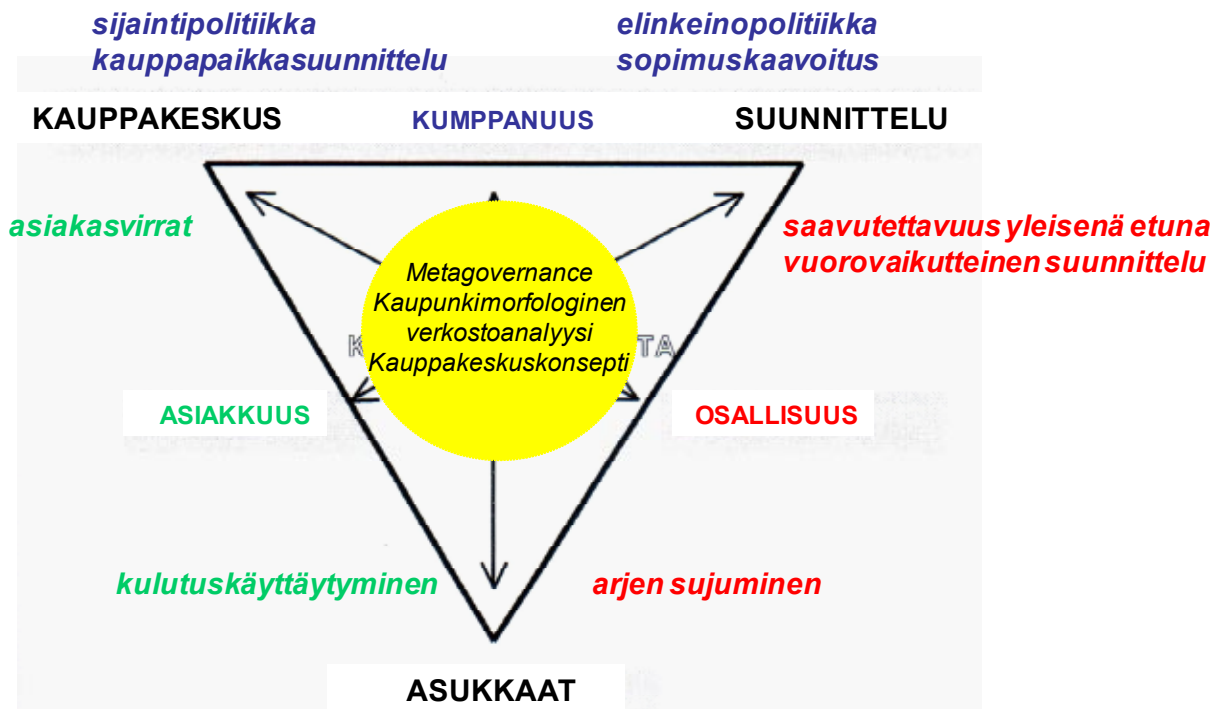 sijaintipolitiikka
kauppapaikkasuunnittelu
elinkeinopolitiikka
sopimuskaavoitus
KAUPPAKESKUS
KUMPPANUUS
SUUNNITTELU
asiakasvirrat
saavutettavuus yleisenä etuna
vuorovaikutteinen suunnittelu
Metagovernance
Kaupunkimorfologinen
verkostoanalyysi
Kauppakeskuskonsepti
ASIAKKUUS
OSALLISUUS
kulutuskäyttäytyminen
arjen sujuminen
ASUKKAAT